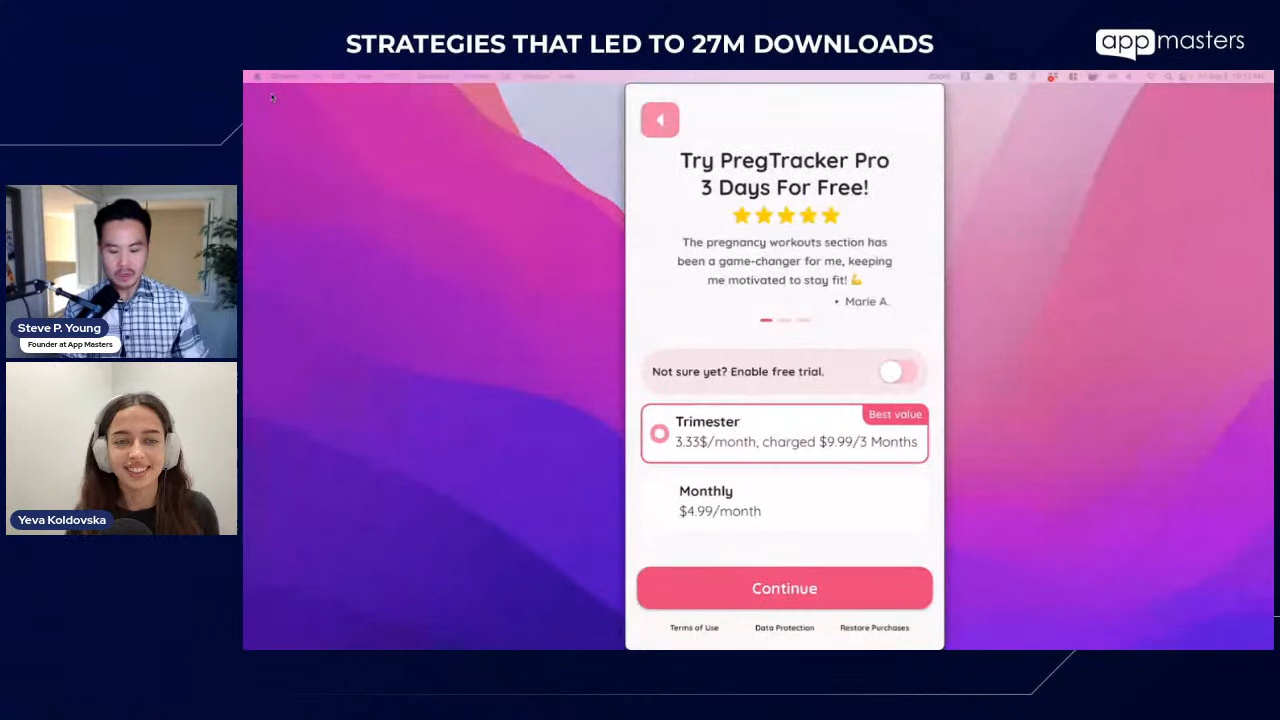 STRATEGIES THAT LED TO 27M DOWNLOADS
app masters
Try PregTracker Pro
3 Days For Free!
The pregnancy workouts section has
been a game-changer for me, keeping
me motivated to stay fit! 💪
• Marie A.
Not sure yet? Enable free trial.
Best value
Trimester
3.33$/month, charged $9.99/3 Months
Monthly
$4.99/month
Continue
Terms of Use
Data Protection
Restore Purchases
Steve P. Young
Founder at App Masters
Yeva Koldovska